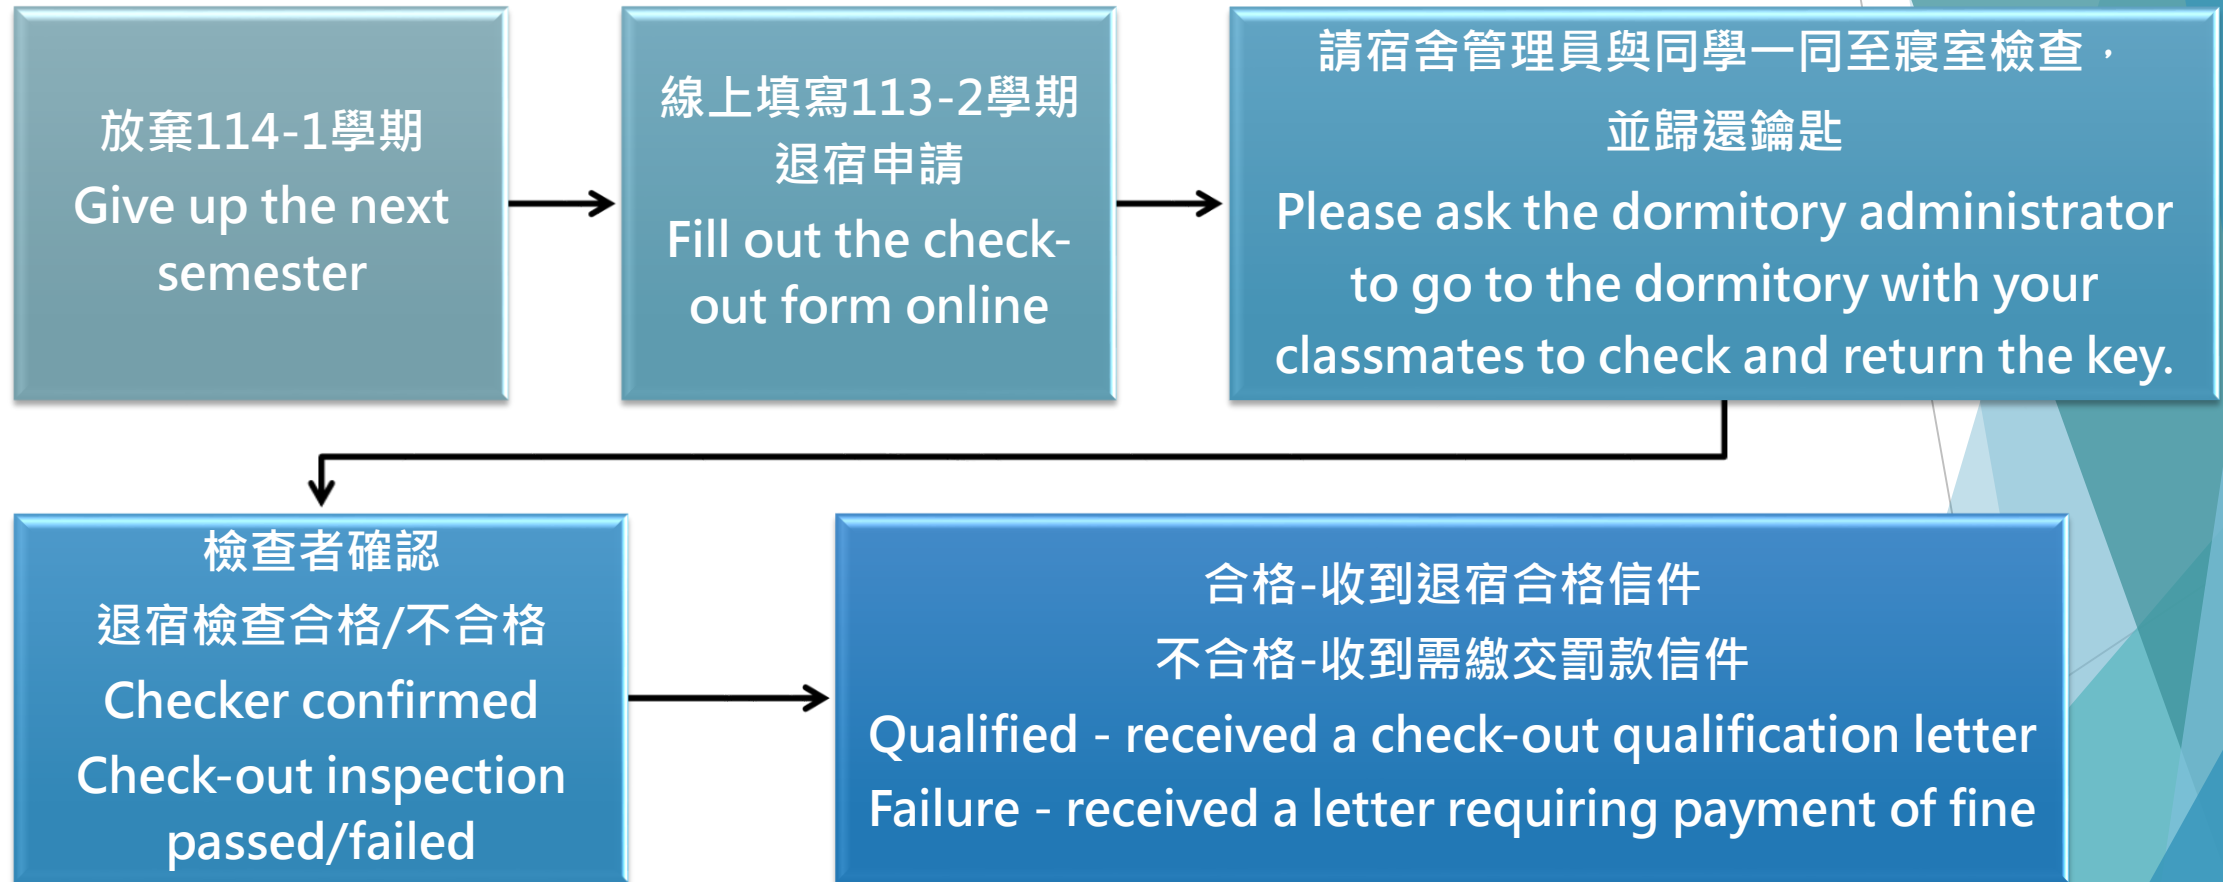 放棄114-1學期
Give up the next
semester
線上填寫113-2學期
退宿申請
Fill out the check-
out form online
請宿舍管理員與同學一同至寢室檢查，
並歸還鑰匙
Please ask the dormitory administrator
to go to the dormitory with your
classmates to check and return the key.
檢查者確認
退宿檢查合格/不合格
Checker confirmed
Check-out inspection
passed/failed
合格-收到退宿合格信件
不合格-收到需繳交罰款信件
Qualified - received a check-out qualification letter
Failure - received a letter requiring payment of fine